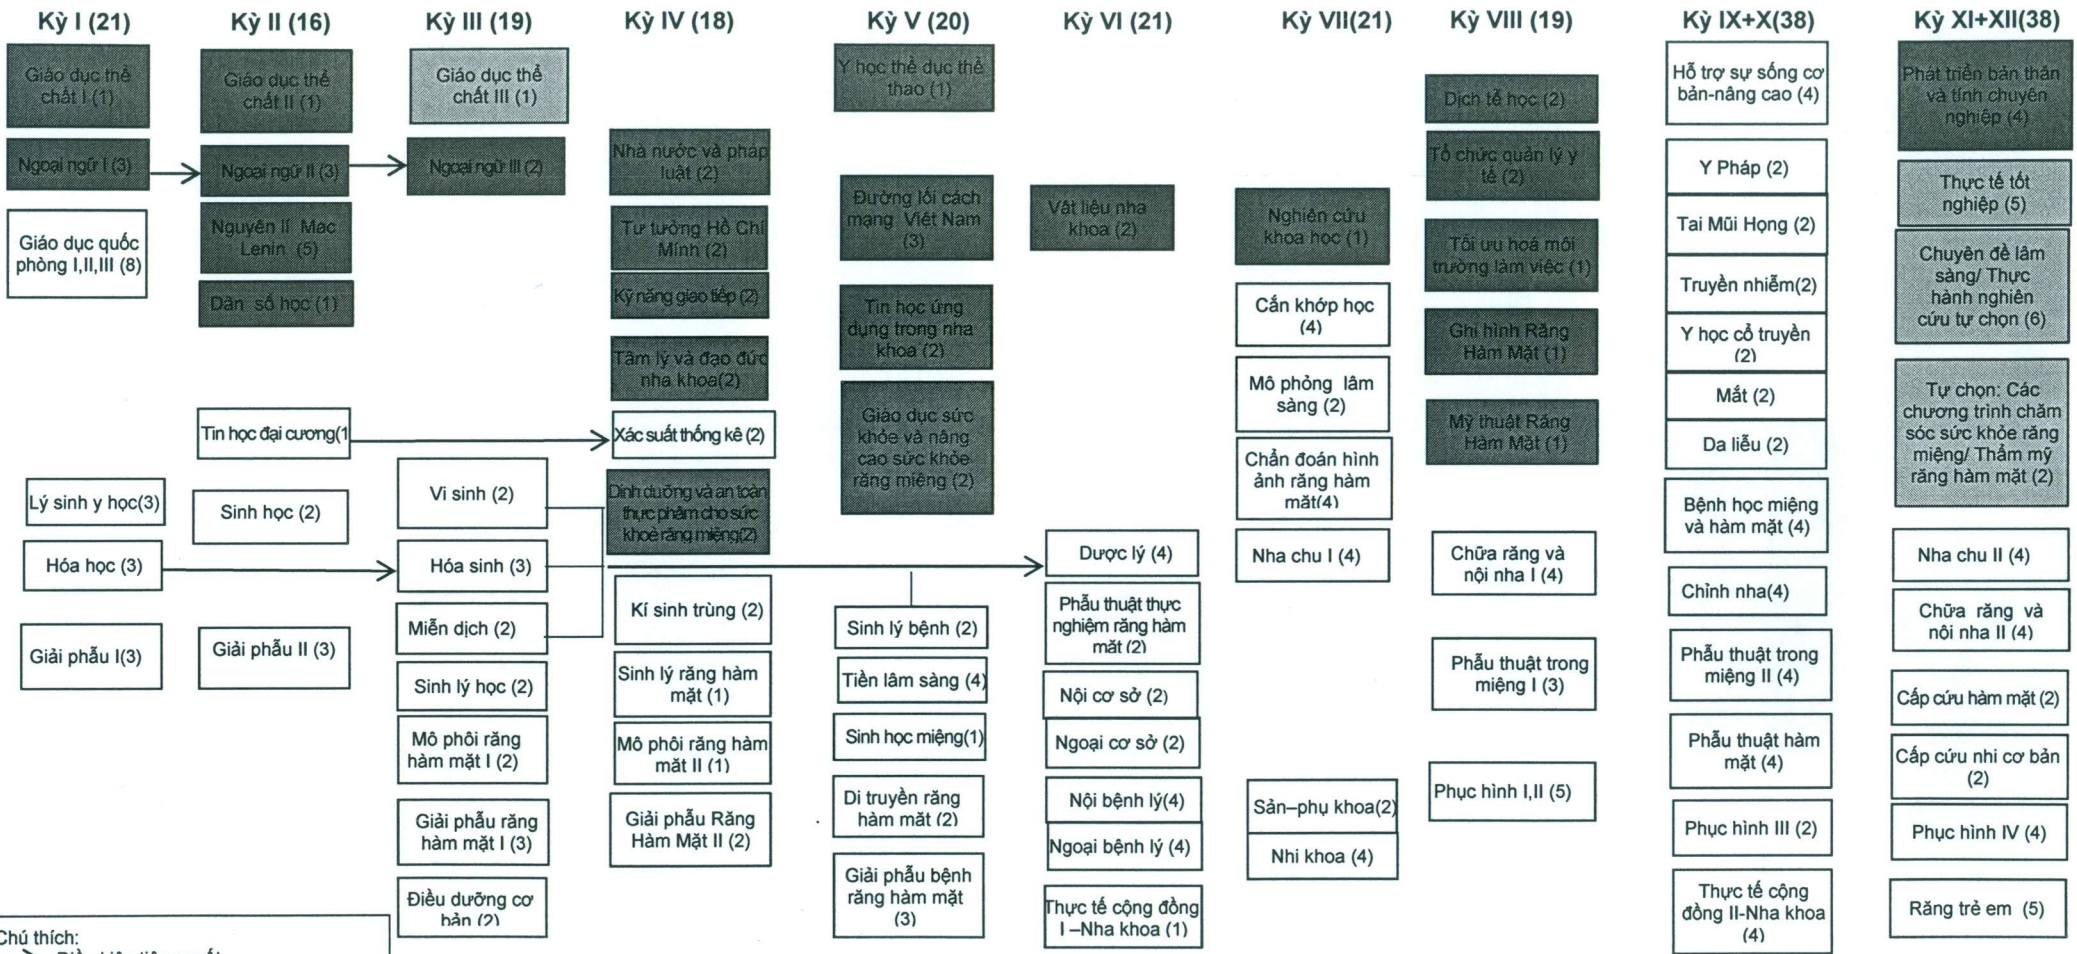 Kỳ I (21)
Giáo dục thể
chất I (1)
Ngoại ngữ I (3)
Giáo dục quốc
phòng I,II,III (8)
Lý sinh y học(3)
Hóa học (3)
Giải phẫu I(3)
Kỳ II (16)
Giáo dục thể
chất II (1)
Ngoại ngữ II (3)
Nguyên lí Mac
Lenin (5)
Dân số học (1)
Tin học đại cương(1
Sinh học (2)
Giải phẫu II (3)
Kỳ III (19)
Giáo dục thể
chất III (1)
Ngoại ngữ III (2)
Vi sinh (2)
Hóa sinh (3)
Miễn dịch (2)
Sinh lý học (2)
Mô phôi răng
hàm mặt I (2)
Giải phẫu răng
hàm mặt I (3)
Điều dưỡng cơ
bản (2)
Kỳ IV (18)
Nhà nước và pháp
luật (2)
Tư tưởng Hồ Chí
Minh (2)
Kỹ năng giao tiếp (2)
Tâm lý và đạo đức
nha khoa(2)
Xác suất thống kê (2)
Dinh dưỡng và an toàn
thực phẩm cho sức
khoẻ răng miệng(2)
Kí sinh trùng (2)
Sinh lý răng hàm
mặt (1)
Mô phôi răng hàm
mặt II (1)
Giải phẫu Răng
Hàm Mặt II (2)
Kỳ V (20)
Y học thể dục thể
thao (1)
Đường lối cách
mạng Việt Nam
(3)
Tin học ứng
dụng trong nha
khoa (2)
Giáo dục sức
khỏe và nâng
cao sức khỏe
răng miệng (2)
Sinh lý bệnh (2)
Tiền lâm sàng (4)
Sinh học miệng(1)
Di truyền răng
hàm mặt (2)
Giải phẫu bệnh
răng hàm mặt
(3)
Kỳ VI (21)
Vật liệu nha
khoa (2)
Dược lý (4)
Phẫu thuật thực
nghiệm răng hàm
mặt (2)
Nội cơ sở (2)
Ngoại cơ sở (2)
Nội bệnh lý(4)
Ngoại bệnh lý (4)
Thực tế cộng đồng
I –Nha khoa (1)
Kỳ VII(21)
Nghiên cứu
khoa học (1)
Cắn khớp học
(4)
Mô phỏng lâm
sàng (2)
Chẩn đoán hình
ảnh răng hàm
mặt(4)
Nha chu I (4)
Sản–phụ khoa(2)
Nhi khoa (4)
Kỳ VIII (19)
Dịch tễ học (2)
Tổ chức quản lý y
tế (2)
Tối ưu hoá môi
trường làm việc (1)
Ghi hình Răng
Hàm Mặt (1)
Mỹ thuật Răng
Hàm Mặt (1)
Chữa răng và
nội nha I (4)
Phẫu thuật trong
miệng I (3)
Phục hình I,II (5)
Kỳ IX+X(38)
Hỗ trợ sự sống cơ
bản-nâng cao (4)
Y Pháp (2)
Tai Mũi Họng (2)
Truyền nhiễm(2)
Y học cổ truyền
(2)
Mắt (2)
Da liễu (2)
Bệnh học miệng
và hàm mặt (4)
Chỉnh nha(4)
Phẫu thuật trong
miệng II (4)
Phẫu thuật hàm
mặt (4)
Phục hình III (2)
Thực tế cộng
đồng II-Nha khoa
(4)
Kỳ XI+XII(38)
Phát triển bản thân
và tính chuyên
nghiệp (4)
Thực tế tốt
nghiệp (5)
Chuyên đề lâm
sàng/ Thực
hành nghiên
cứu tự chọn (6)
Tự chọn: Các
chương trình chăm
sóc sức khỏe răng
miệng/ Thẩm mỹ
răng hàm mặt (2)
Nha chu II (4)
Chữa răng và
nội nha II (4)
Cấp cứu hàm mặt (2)
Cấp cứu nhi cơ bản
(2)
Phục hình IV (4)
Răng trẻ em (5)
Chú thích: